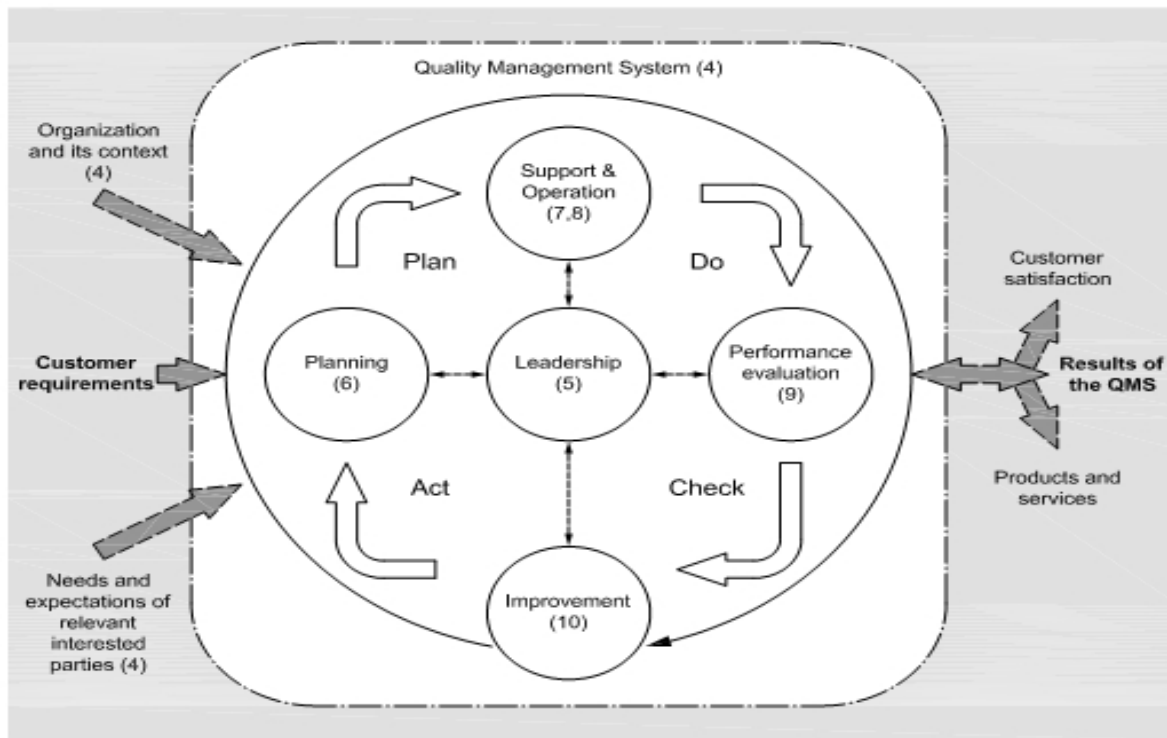 Quality Management System (4)
Organization
and its context
(4)
Support &
Operation
(7,8)
Plan
Do
Customer
satisfaction
Customer
requirements
Planning
(6)
Leadership
(5)
Performance
evaluation
(9)
Results of
the QMS
Act
Check
Products and
services
Needs and
expectations of
relevant
interested
parties (4)
Improvement
(10)